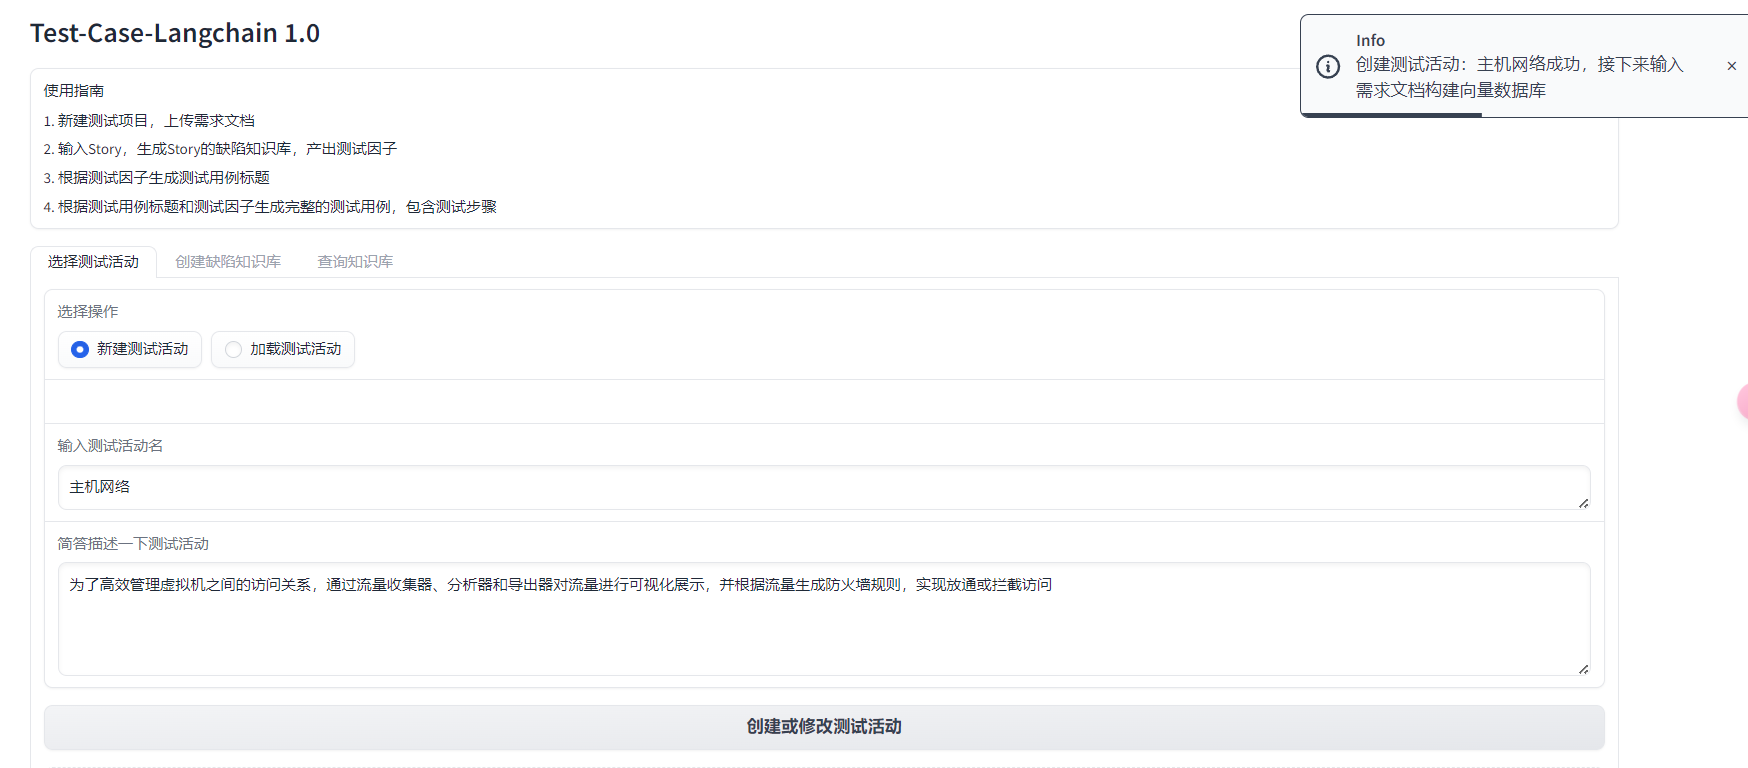 Test-Case-Langchain 1.0
Info
创建测试活动：主机网络成功，接下来输入
需求文档构建向量数据库
使用指南
1. 新建测试项目，上传需求文档
2. 输入Story，生成Story的缺陷知识库，产出测试因子
3. 根据测试因子生成测试用例标题
4. 根据测试用例标题和测试因子生成完整的测试用例，包含测试步骤
选择测试活动 创建缺陷知识库 查询知识库
选择操作
新建测试活动 加载测试活动
输入测试活动名
主机网络
简答描述一下测试活动
为了高效管理虚拟机之间的访问关系，通过流量收集器、分析器和导出器对流量进行可视化展示，并根据流量生成防火墙规则，实现放通或拦截访问
创建或修改测试活动